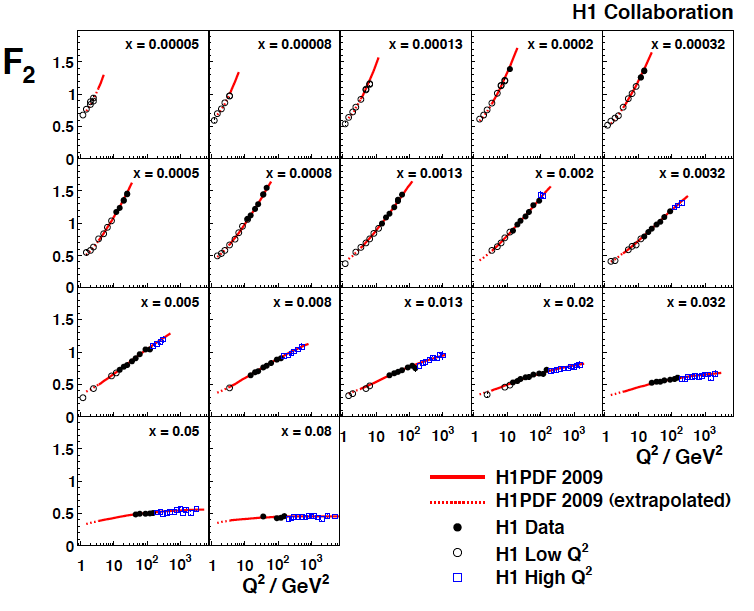 H1 Collaboration
F2
x = 0.00005 x = 0.00008 x = 0.00013 x = 0.0002 x = 0.00032
1.5
1
0.5
0
x = 0.0005 x = 0.0008 x = 0.0013 x = 0.002 x = 0.0032
1.5
1
0.5
0
x = 0.005 x = 0.008 x = 0.013 x = 0.02 x = 0.032
1.5
1
0.5
0
1 10 10² 10³ 1 10 10² 10³ 1 10 10² 10³
Q² / GeV²
x = 0.05 x = 0.08
1.5
1
0.5
0
1 10 10² 10³ 1 10 10² 10³
Q² / GeV²
H1PDF 2009
H1PDF 2009 (extrapolated)
H1 Data
H1 Low Q²
H1 High Q²